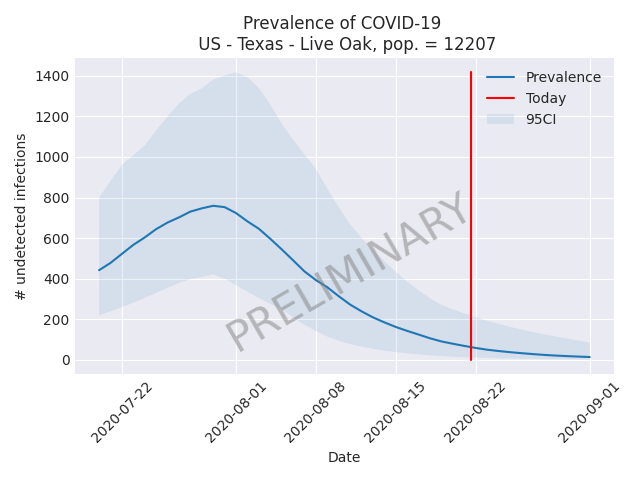 Prevalence of COVID-19
US - Texas - Live Oak, pop. = 12207
1400
1200
1000
800
600
400
200
0
# undetected infections
Prevalence
Today
95CI
PRELIMINARY
2020-07-22
2020-08-01
2020-08-08
2020-08-15
2020-08-22
2020-09-01
Date